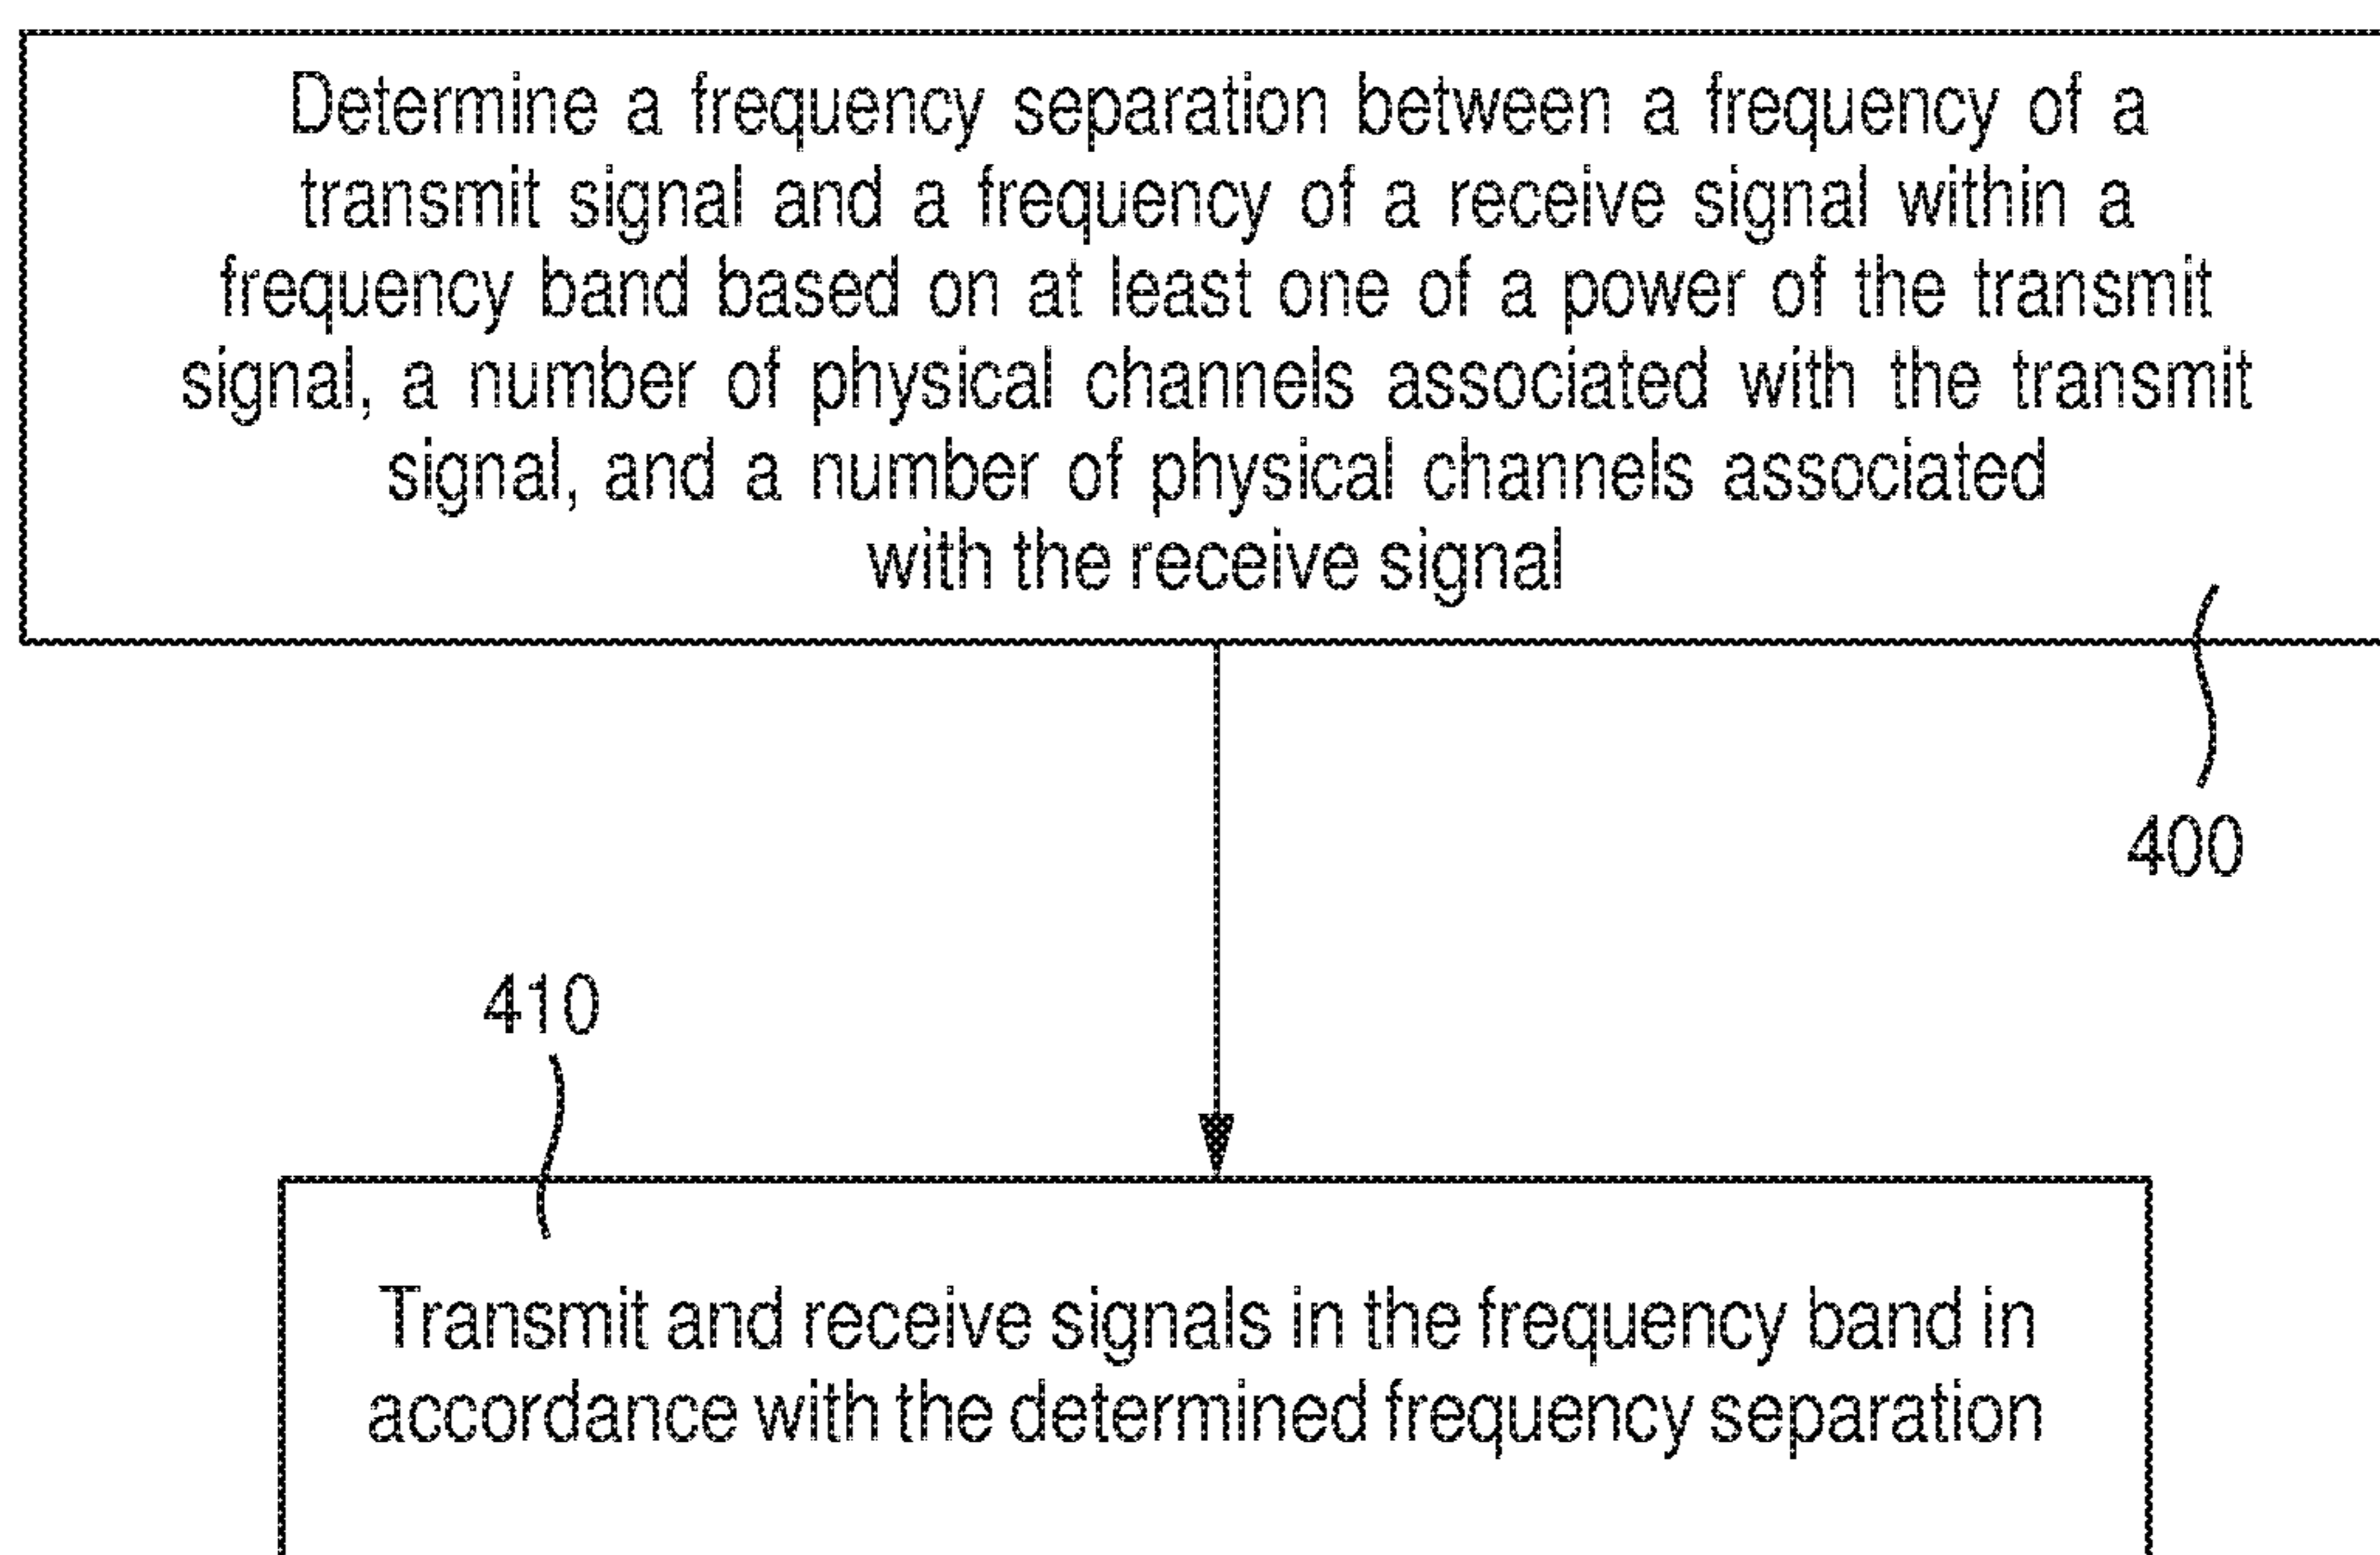 Determine a frequency separation between a frequency of a
transmit signal and a frequency of a receive signal within a
frequency band based on at least one of a power of the transmit
signal, a number of physical channels associated with the transmit
signal, and a number of physical channels associated
with the receive signal
400
410
Transmit and receive signals in the frequency band in
accordance with the determined frequency separation